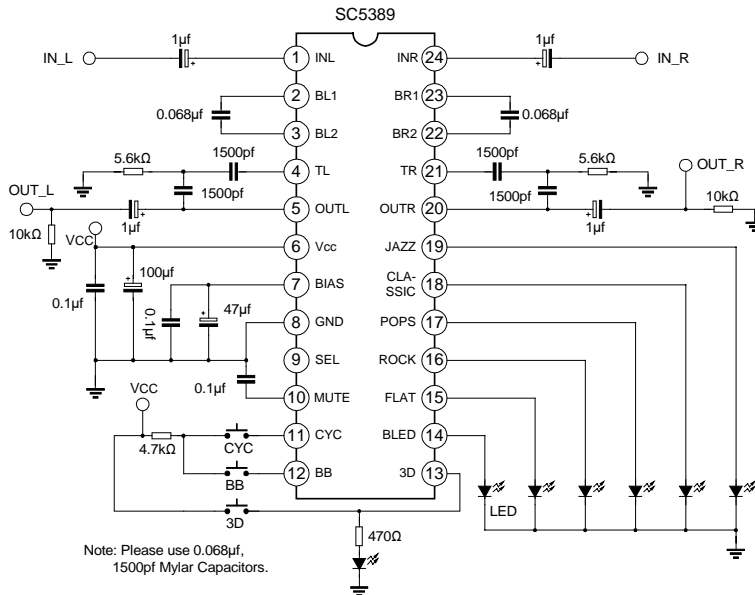 SC5389
1µf
1µf
IN_L
1
INL
INR
24
IN_R
2
BL1
BR1
23
0.068µf
0.068µf
3
BL2
BR2
22
5.6kΩ
1500pf
4
TL
TR
21
1500pf
5.6kΩ
OUT_R
OUT_L
1500pf
1500pf
5
OUTL
OUTR
20
10kΩ
1µf
1µf
10kΩ
VCC
6
Vcc
JAZZ
19
100µf
0.1µf
7
BIAS
CLA-
SSIC
18
0.1µf
47µf
8
GND
POPS
17
9
SEL
ROCK
16
0.1µf
10
MUTE
FLAT
15
VCC
11
CYC
BLED
14
4.7kΩ
CYC
12
BB
3D
13
BB
LED
3D
470Ω
Note: Please use 0.068µf,
1500pf Mylar Capacitors.